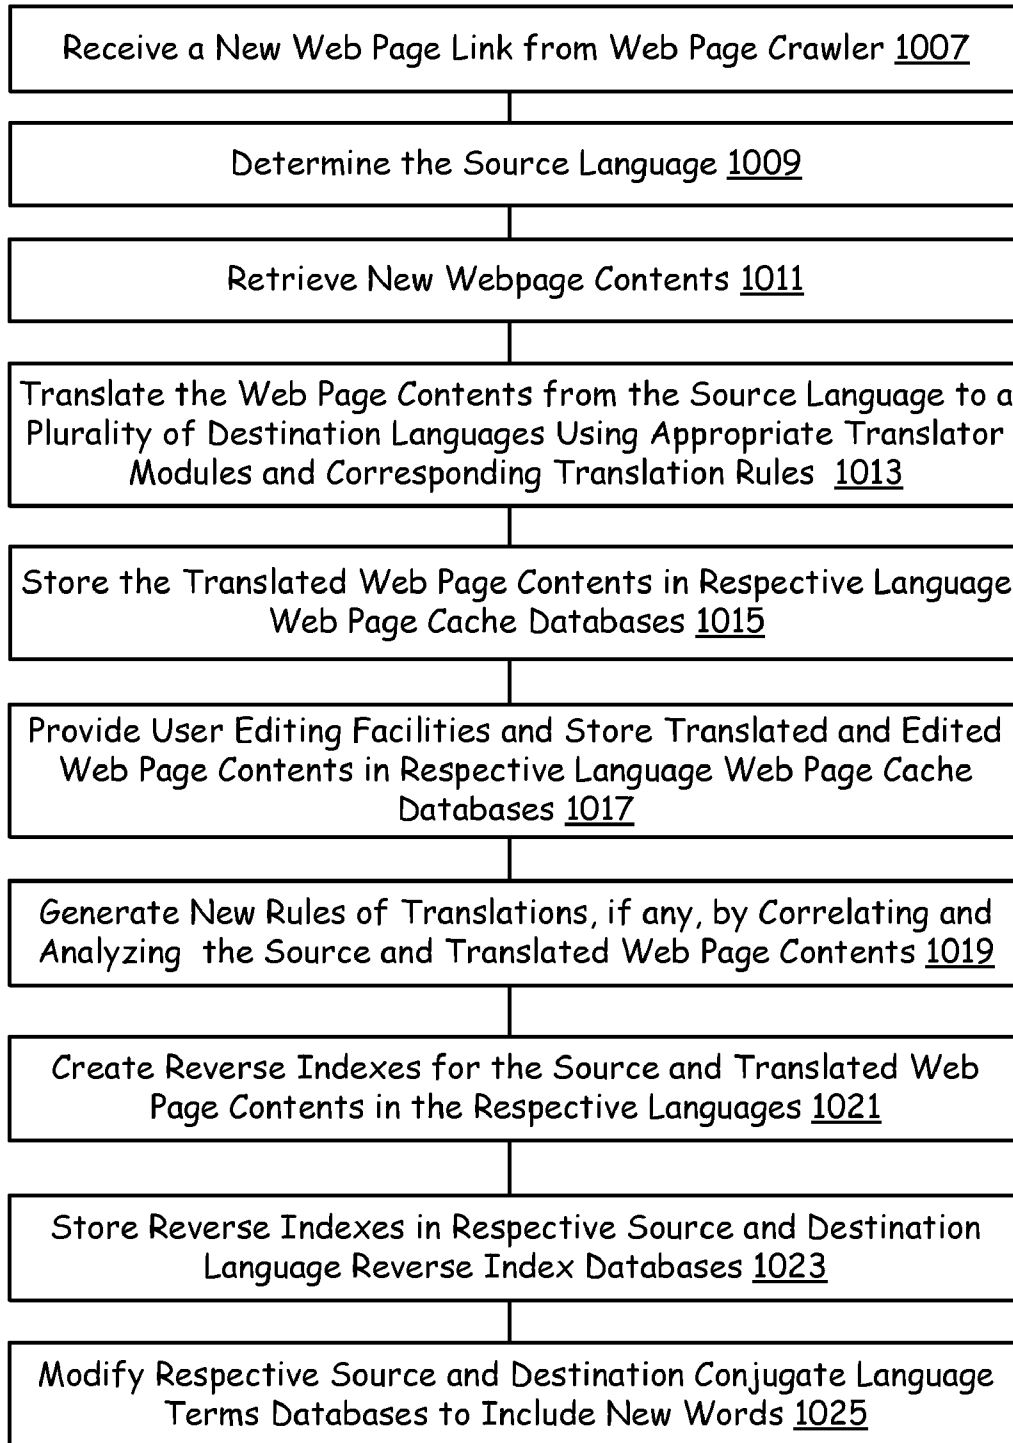 Receive a New Web Page Link from Web Page Crawler 1007
Determine the Source Language 1009
Retrieve New Webpage Contents 1011
Translate the Web Page Contents from the Source Language to a
Plurality of Destination Languages Using Appropriate Translator
Modules and Corresponding Translation Rules 1013
Store the Translated Web Page Contents in Respective Language
Web Page Cache Databases 1015
Provide User Editing Facilities and Store Translated and Edited
Web Page Contents in Respective Language Web Page Cache
Databases 1017
Generate New Rules of Translations, if any, by Correlating and
Analyzing the Source and Translated Web Page Contents 1019
Create Reverse Indexes for the Source and Translated Web
Page Contents in the Respective Languages 1021
Store Reverse Indexes in Respective Source and Destination
Language Reverse Index Databases 1023
Modify Respective Source and Destination Conjugate Language
Terms Databases to Include New Words 1025